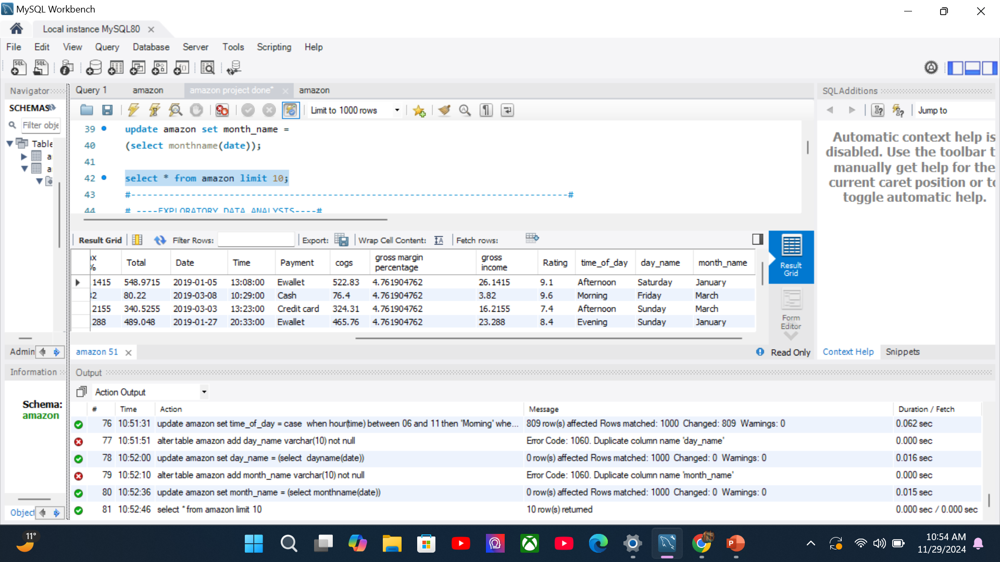 MySQL Workbench
Local instance MySQL80
File Edit View Query Database Server Tools Scripting Help
Navigator
Query 1 amazon amazon project done* amazon
SQLAdditions
SCHEMAS
Limit to 1000 rows
Jump to
Filter obje
39 update amazon set month_name =
Table
40 (select monthname(date));
41
42 select * from amazon limit 10;
43 #--------------------------------------------------------------------------------#
44 # ----EXPLORATORY DATA ANALYSIS----#
Automatic context help is
disabled. Use the toolbar t
manually get help for the
current caret position or to
toggle automatic help.
Result Grid Filter Rows: Export: Wrap Cell Content: Fetch rows:
Total Date Time Payment cogs gross margin percentage gross income Rating time_of_day day_name month_name
1415 548.9715 2019-01-05 13:08:00 Ewallet 522.83 4.761904762 26.1415 9.1 Afternoon Saturday January
2 80.22 2019-03-08 10:29:00 Cash 76.4 4.761904762 3.82 9.6 Morning Friday March
2155 340.5255 2019-03-03 13:23:00 Credit card 324.31 4.761904762 16.2155 7.4 Afternoon Sunday March
288 489.048 2019-01-27 20:33:00 Ewallet 465.76 4.761904762 23.288 8.4 Evening Sunday January
Result
Grid
Form
Editor
Admin
amazon 51
Read Only
Context Help Snippets
Information
Output
Action Output
Schema:
amazon
# Time Action Message Duration / Fetch
76 10:51:31 update amazon set time_of_day = case when hour(time) between 06 and 11 then 'Morning' whe... 809 row(s) affected Rows matched: 1000 Changed: 809 Warnings: 0 0.062 sec
77 10:51:51 alter table amazon add day_name varchar(10) not null Error Code: 1060. Duplicate column name 'day_name' 0.000 sec
78 10:52:00 update amazon set day_name = (select dayname(date)) 0 row(s) affected Rows matched: 1000 Changed: 0 Warnings: 0 0.016 sec
79 10:52:10 alter table amazon add month_name varchar(10) not null Error Code: 1060. Duplicate column name 'month_name' 0.000 sec
80 10:52:36 update amazon set month_name = (select monthname(date)) 0 row(s) affected Rows matched: 1000 Changed: 0 Warnings: 0 0.015 sec
81 10:52:46 select * from amazon limit 10 10 row(s) returned 0.000 sec / 0.000 sec
Object
11°
10:54 AM
11/29/2024